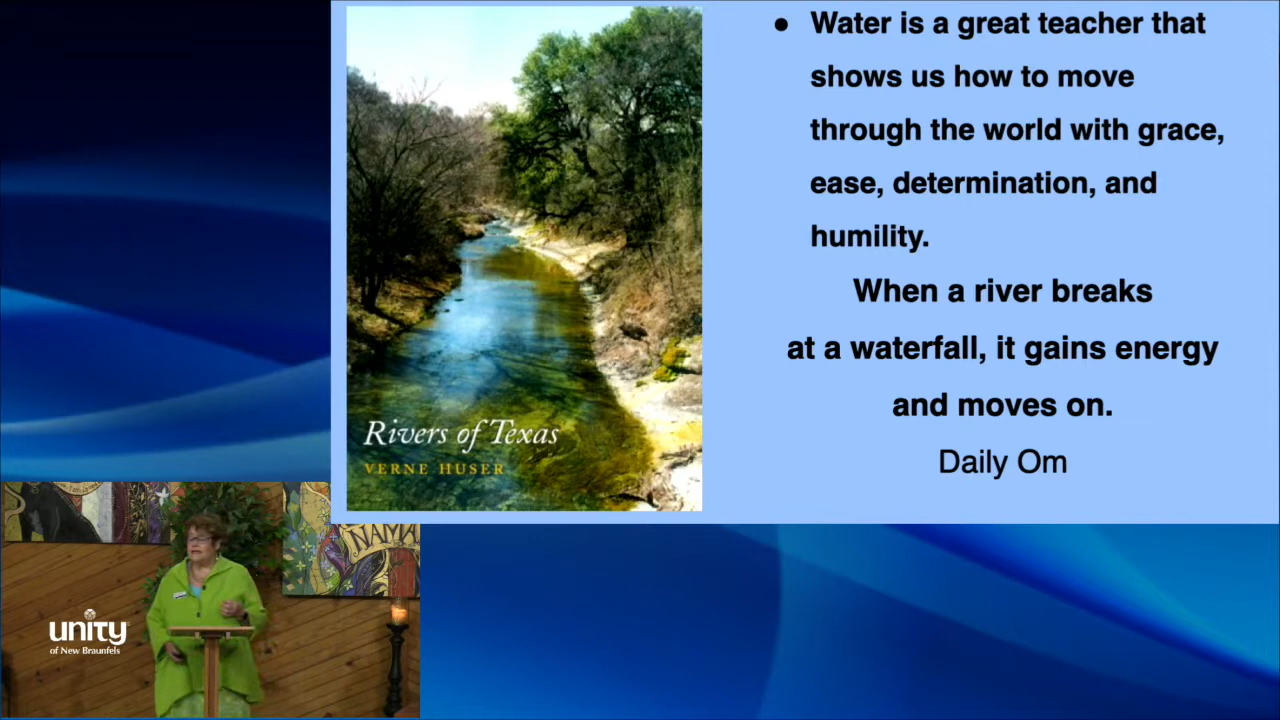 Rivers of Texas
VERNE HUSER
● Water is a great teacher that
shows us how to move
through the world with grace,
ease, determination, and
humility.
When a river breaks
at a waterfall, it gains energy
and moves on.
Daily Om
NAMA
unity
of New Braunfels